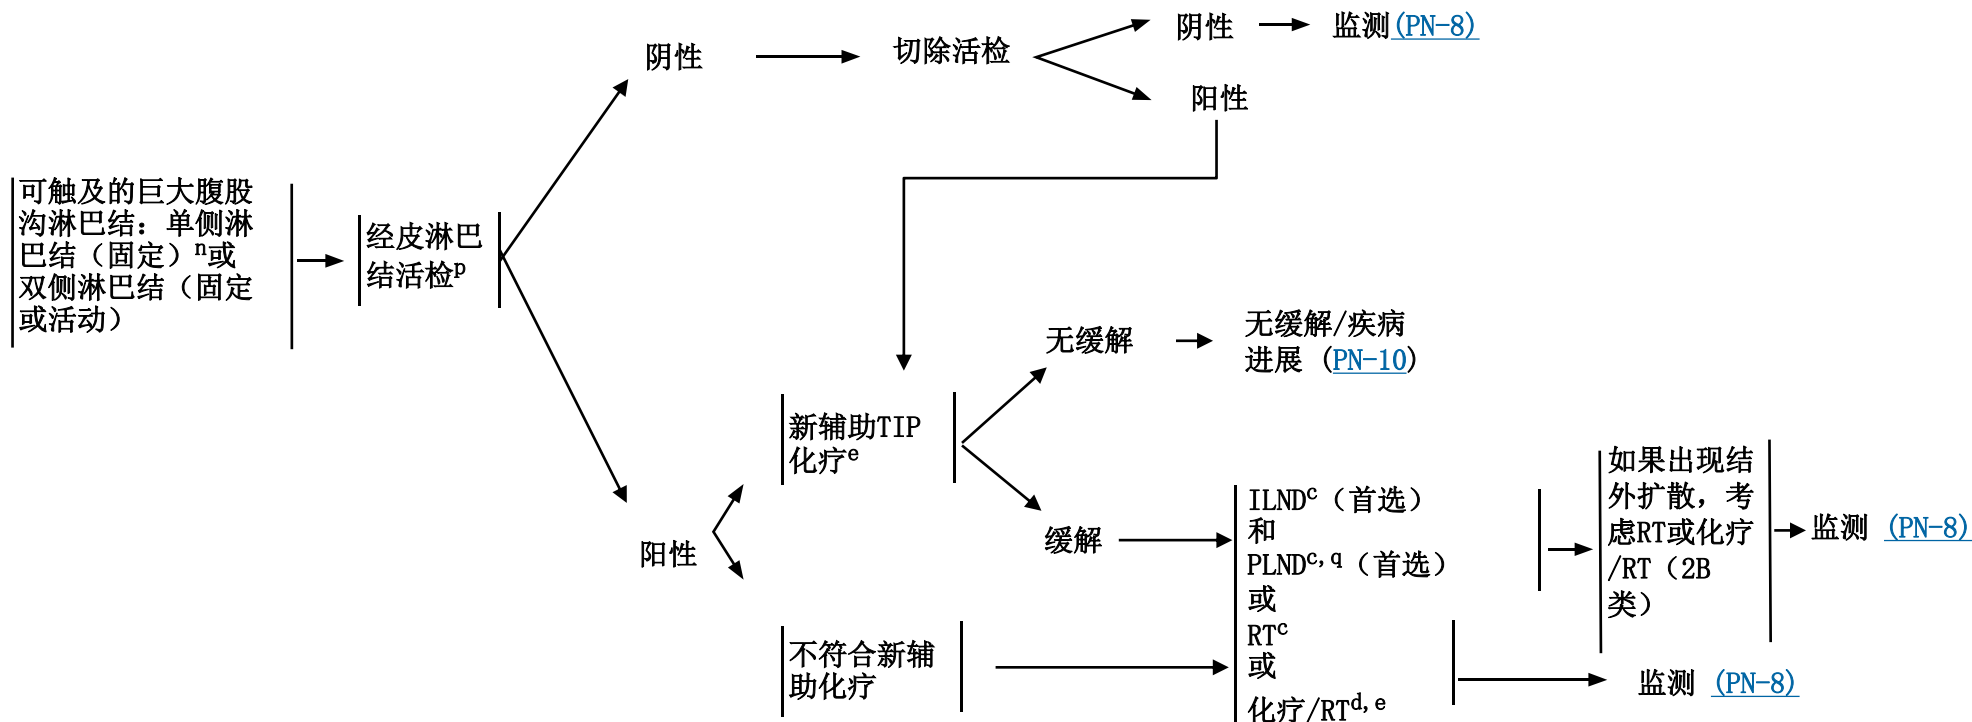 可触及的巨大腹股
沟淋巴结：单侧淋
巴结（固定）ⁿ或
双侧淋巴结（固定
或活动）
经皮淋巴
结活检ᵖ
阴性
切除活检
阴性
监测(PN-8)
阳性
阳性
新辅助TIP
化疗ᵉ
无缓解
无缓解/疾病
进展 (PN-10)
缓解
不符合新辅
助化疗
ILNDᶜ（首选）
和
PLNDᶜ,q（首选）
或
RTᶜ
或
化疗/RTᵈ,ᵉ
如果出现结
外扩散，考
虑RT或化疗
/RT（2B
类）
监测 (PN-8)
监测 (PN-8)